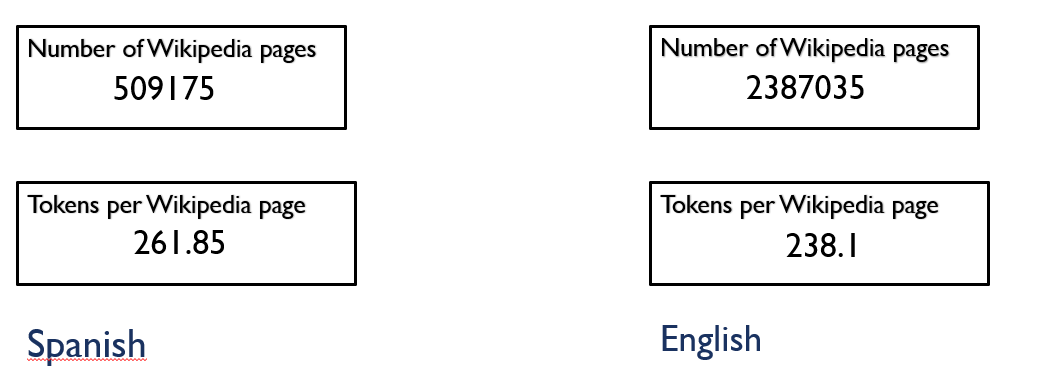 Number of Wikipedia pages
509175
Tokens per Wikipedia page
261.85
Spanish
Number of Wikipedia pages
2387035
Tokens per Wikipedia page
238.1
English